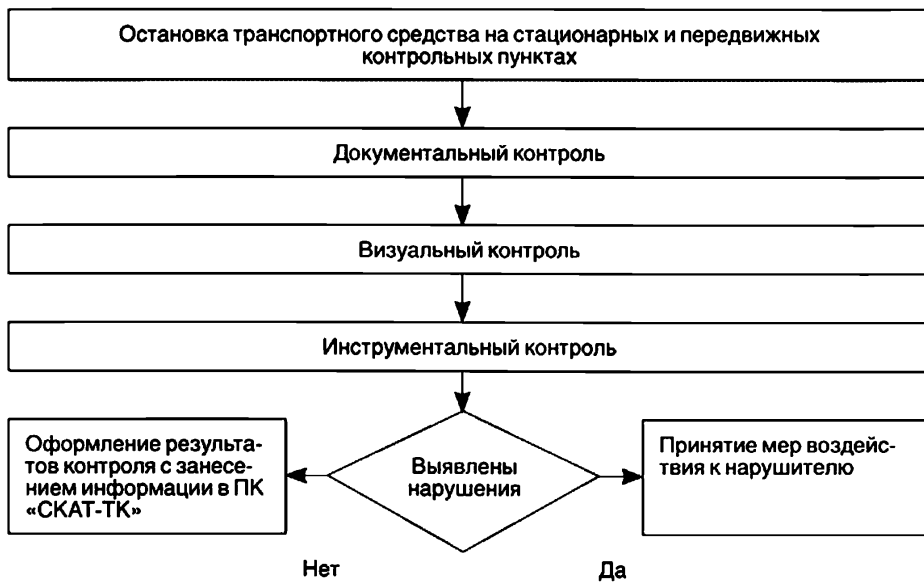 Остановка транспортного средства на стационарных и передвижных
контрольных пунктах
Документальный контроль
Визуальный контроль
Инструментальный контроль
Оформление результа-
тов контроля с занесе-
нием информации в ПК
«СКАТ-ТК»
Выявлены
нарушения
Принятие мер воздейс-
твия к нарушителю
Нет
Да